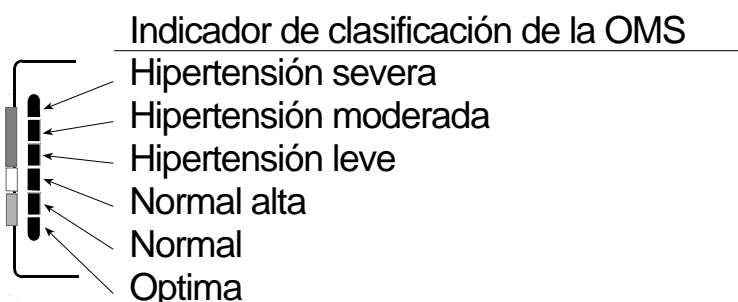 Indicador de clasificación de la OMS
Hipertensión severa
Hipertensión moderada
Hipertensión leve
Normal alta
Normal
Optima